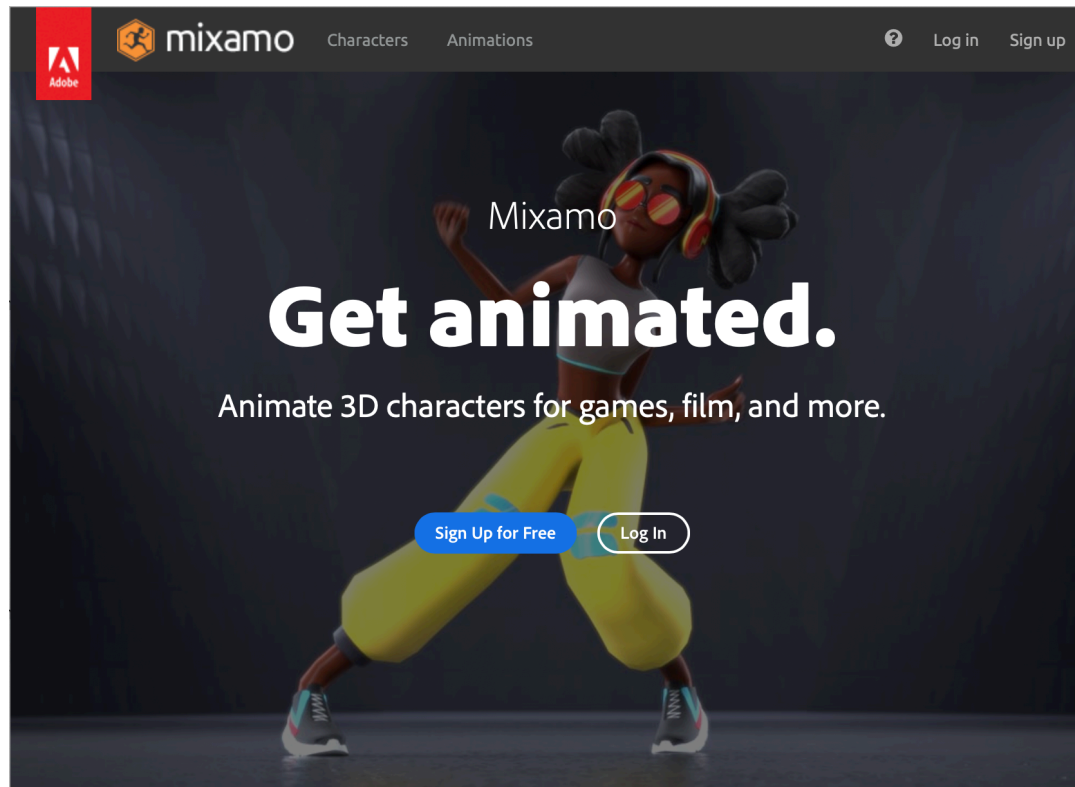 Adobe
mixamo
Characters
Animations
?
Log in
Sign up
Mixamo
Get animated.
Animate 3D characters for games, film, and more.
Sign Up for Free
Log In